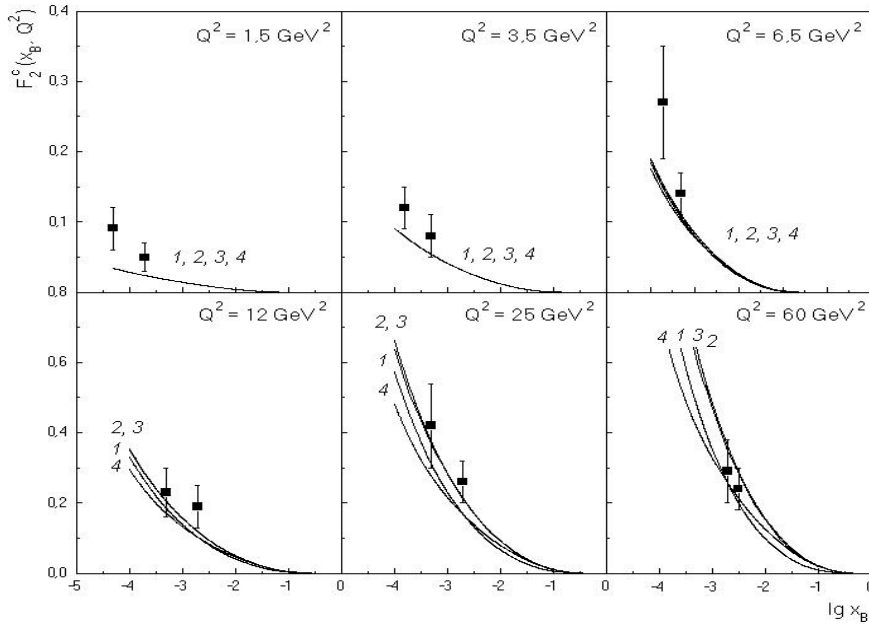 F₂ᶜ(x_B, Q²)
0,4
0,3
0,2
0,1
0,8
0,6
0,4
0,2
0,0
Q² = 1,5 GeV²
1, 2, 3, 4
Q² = 3,5 GeV²
1, 2, 3, 4
Q² = 6,5 GeV²
1, 2, 3, 4
Q² = 12 GeV²
2, 3
1
4
Q² = 25 GeV²
2, 3
1
4
Q² = 60 GeV²
4 1 3 2
-5 -4 -3 -2 -1 0 -4 -3 -2 -1 0 -4 -3 -2 -1 0
lg x_B